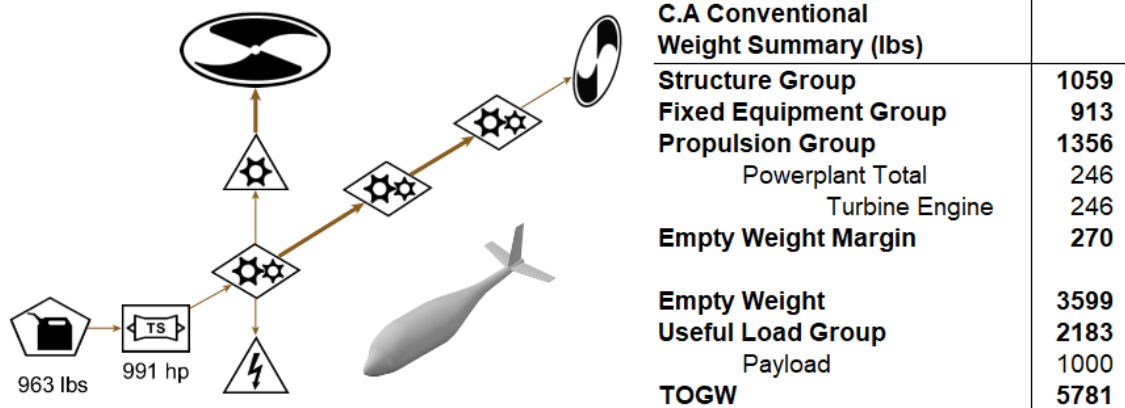 TS
963 lbs
991 hp
C.A Conventional
Weight Summary (lbs)
Structure Group 1059
Fixed Equipment Group 913
Propulsion Group 1356
Powerplant Total 246
Turbine Engine 246
Empty Weight Margin 270
Empty Weight 3599
Useful Load Group 2183
Payload 1000
TOGW 5781